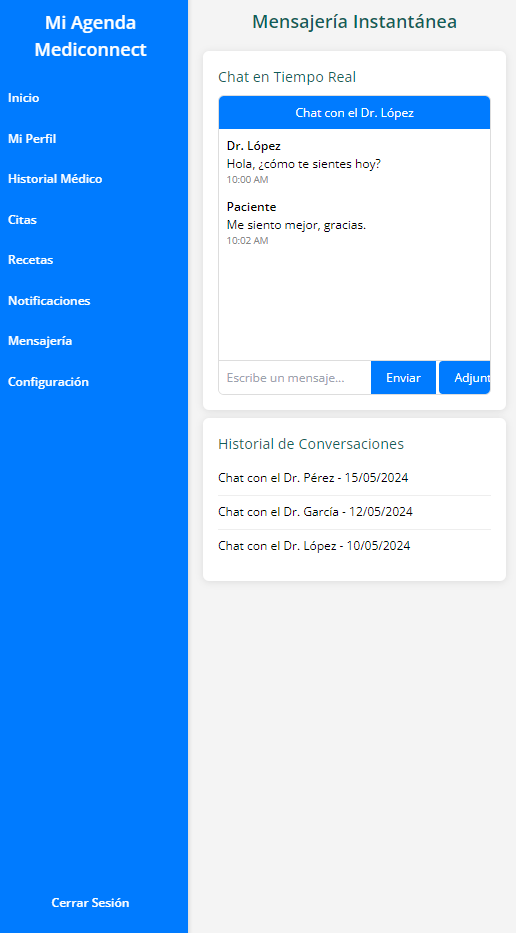 Mi Agenda
Mediconnect
Inicio
Mi Perfil
Historial Médico
Citas
Recetas
Notificaciones
Mensajería
Configuración
Cerrar Sesión
Mensajería Instantánea
Chat en Tiempo Real
Chat con el Dr. López
Dr. López
Hola, ¿cómo te sientes hoy?
10:00 AM
Paciente
Me siento mejor, gracias.
10:02 AM
Escribe un mensaje... Enviar Adjunt
Historial de Conversaciones
Chat con el Dr. Pérez - 15/05/2024
Chat con el Dr. García - 12/05/2024
Chat con el Dr. López - 10/05/2024